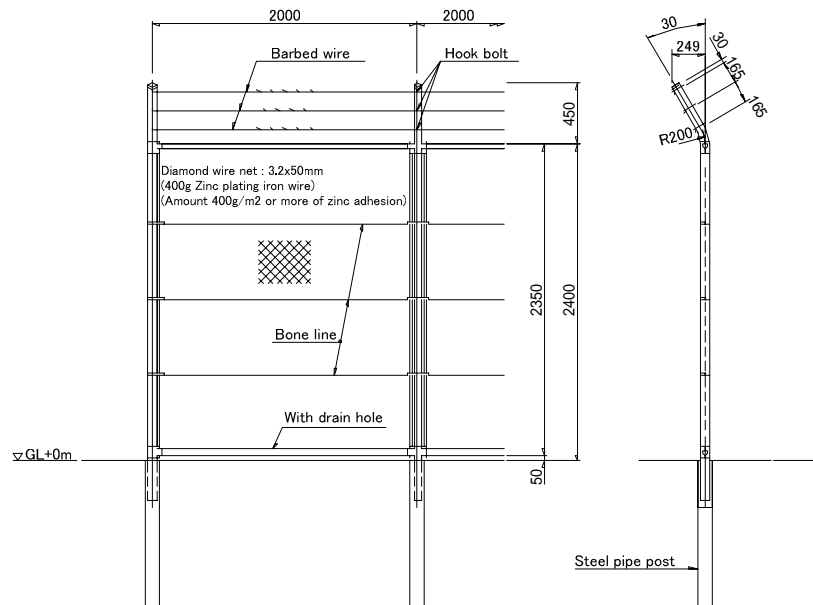 2000
2000
30
249
30
165
165
Barbed wire
Hook bolt
450
R200
Diamond wire net : 3.2x50mm
(400g Zinc plating iron wire)
(Amount 400g/m2 or more of zinc adhesion)
2350
2400
Bone line
With drain hole
GL+0m
50
Steel pipe post